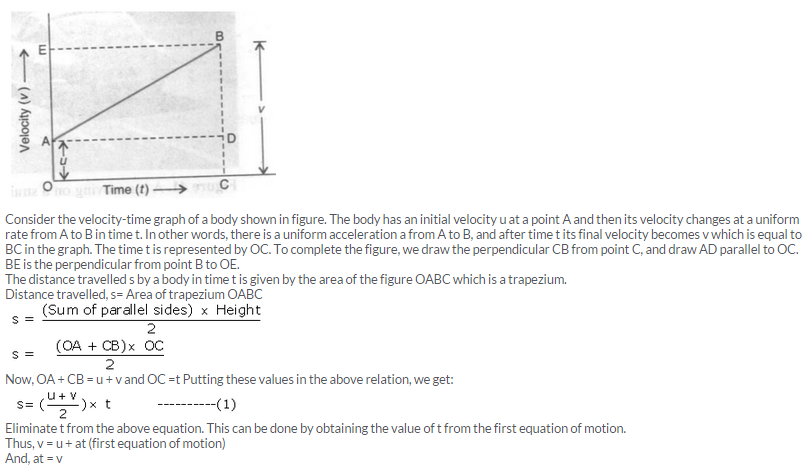 E
B
Velocity (v)
v
A
D
u
O
Time (t)
C
Consider the velocity-time graph of a body shown in figure. The body has an initial velocity u at a point A and then its velocity changes at a uniform
rate from A to B in time t. In other words, there is a uniform acceleration a from A to B, and after time t its final velocity becomes v which is equal to
BC in the graph. The time t is represented by OC. To complete the figure, we draw the perpendicular CB from point C, and draw AD parallel to OC.
BE is the perpendicular from point B to OE.
The distance travelled s by a body in time t is given by the area of the figure OABC which is a trapezium.
Distance travelled, s= Area of trapezium OABC
s = (Sum of parallel sides) x Height / 2
s = (OA + CB)x OC / 2
Now, OA + CB = u + v and OC =t Putting these values in the above relation, we get:
s= (u + v / 2) x t ----------(1)
Eliminate t from the above equation. This can be done by obtaining the value of t from the first equation of motion.
Thus, v = u + at (first equation of motion)
And, at = v